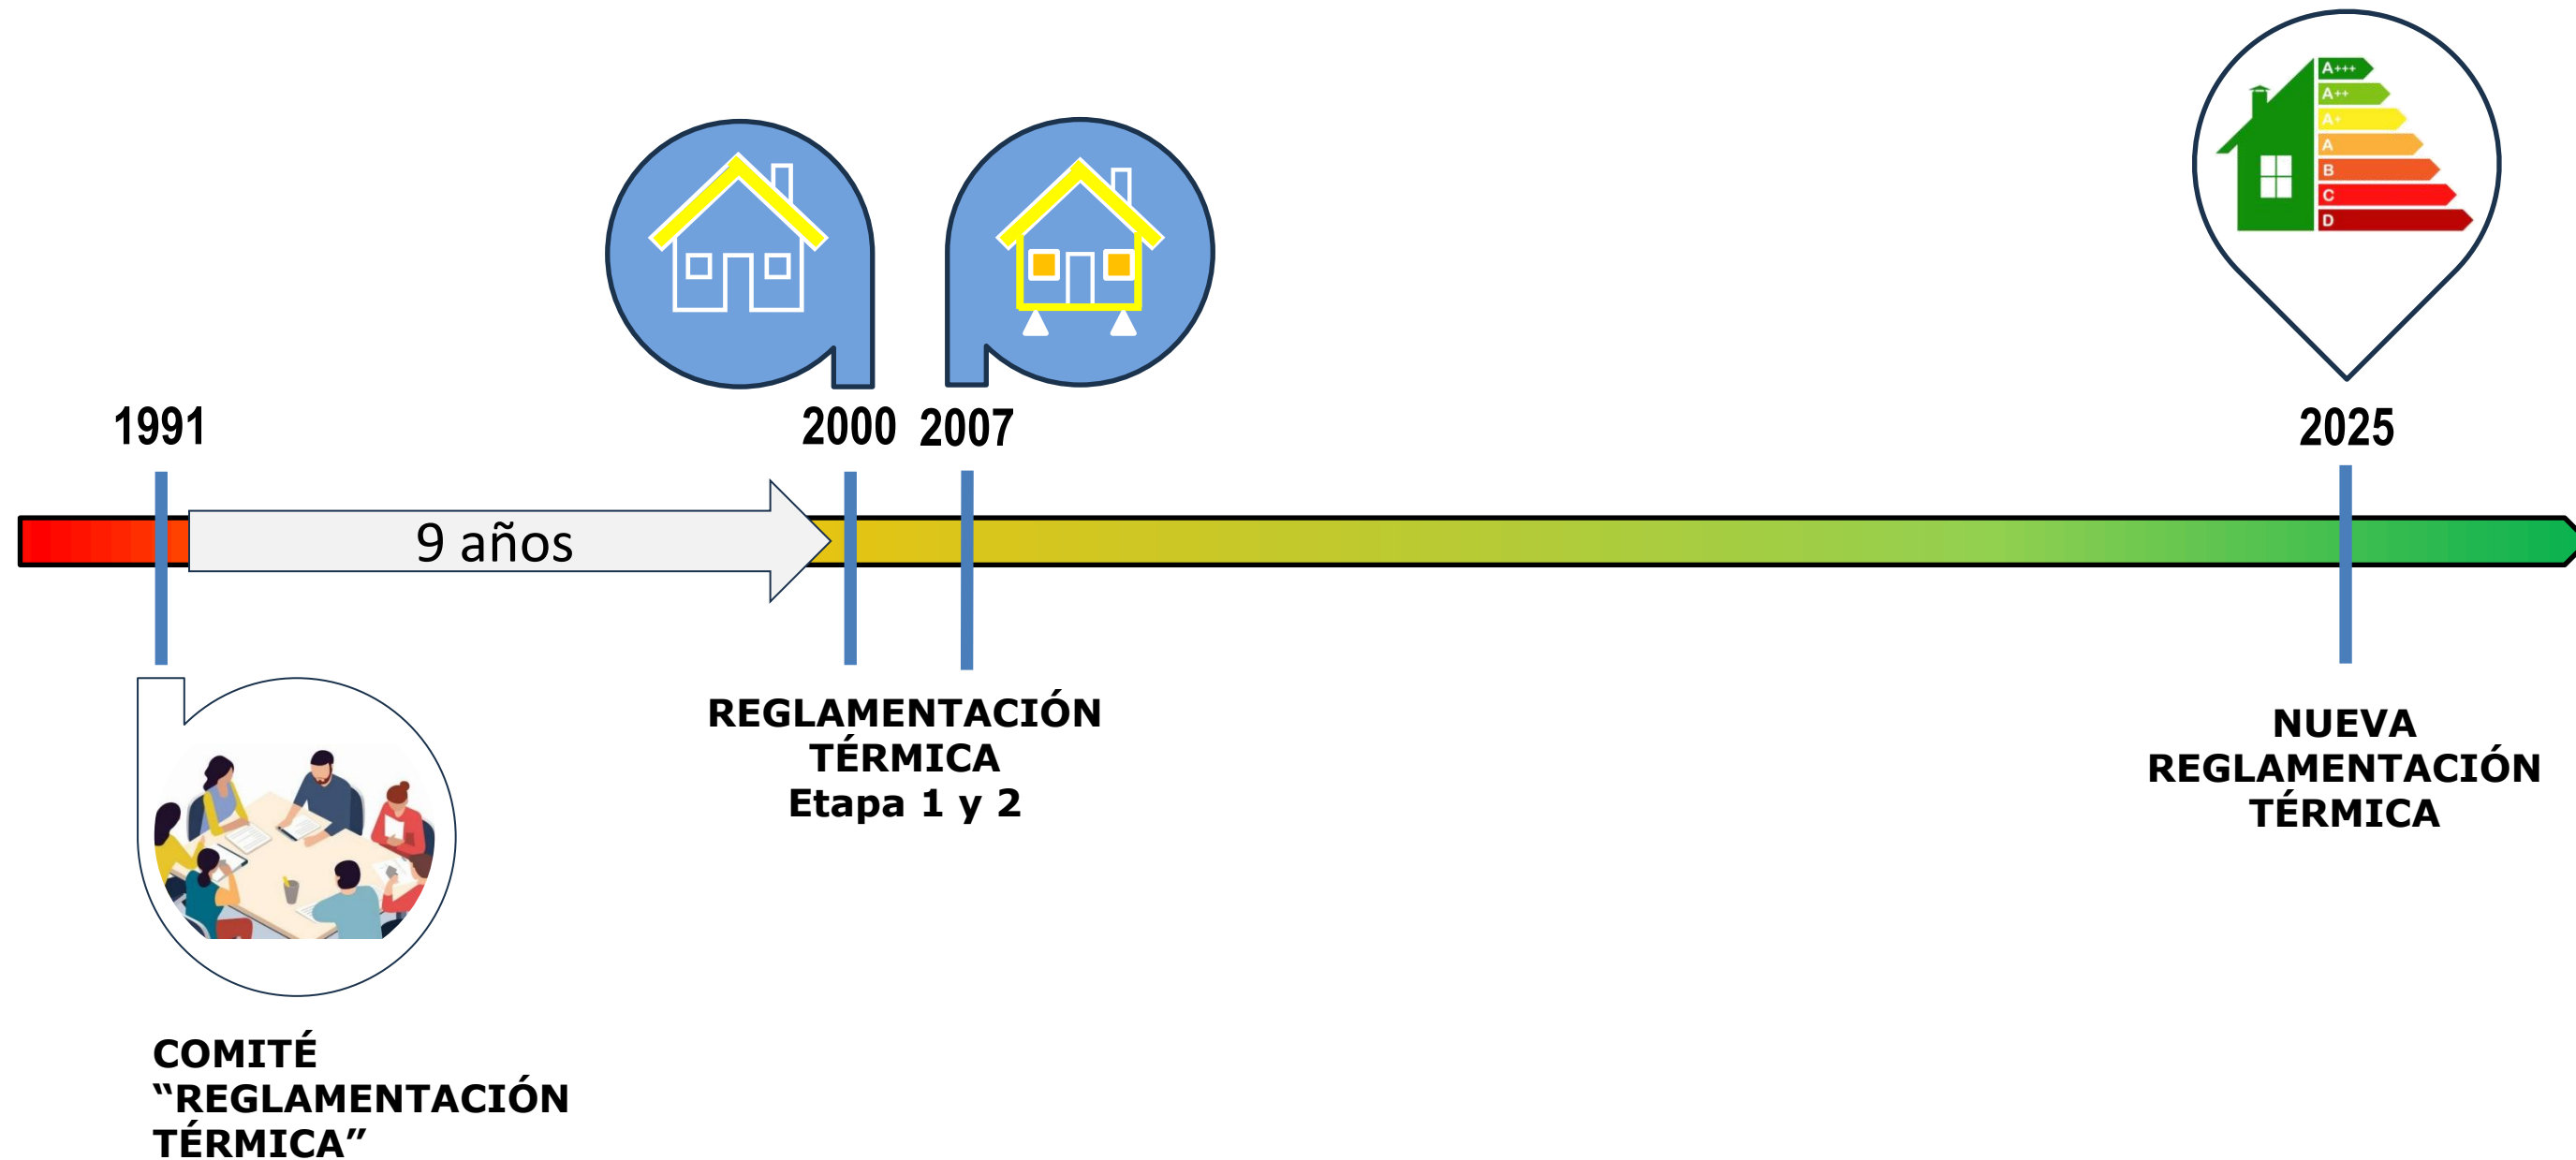 A+++
A++
A+
A
B
C
D
1991
2000
2007
2025
9 años
REGLAMENTACIÓN
TÉRMICA
Etapa 1 y 2
NUEVA
REGLAMENTACIÓN
TÉRMICA
COMITÉ
“REGLAMENTACIÓN
TÉRMICA”